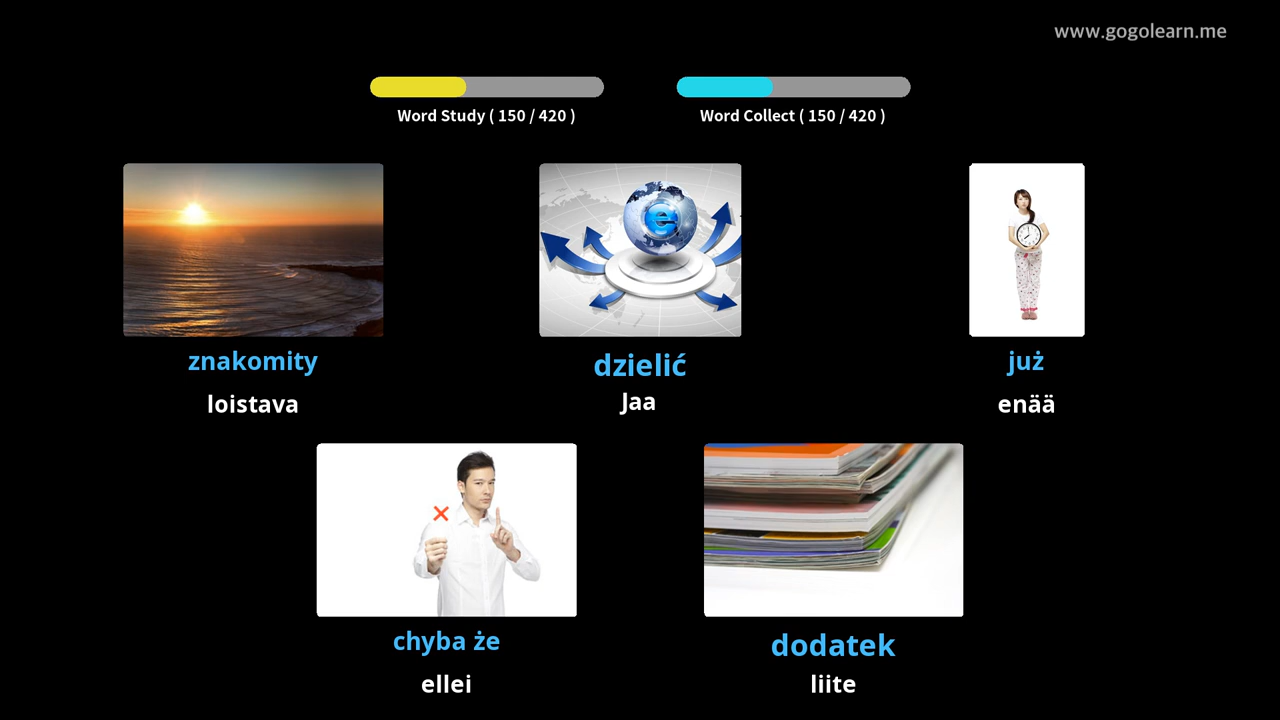 www.gogolearn.me
Word Study ( 150 / 420 )
Word Collect ( 150 / 420 )
znakomity
loistava
dzielić
Jaa
już
enää
chyba że
ellei
dodatek
liite